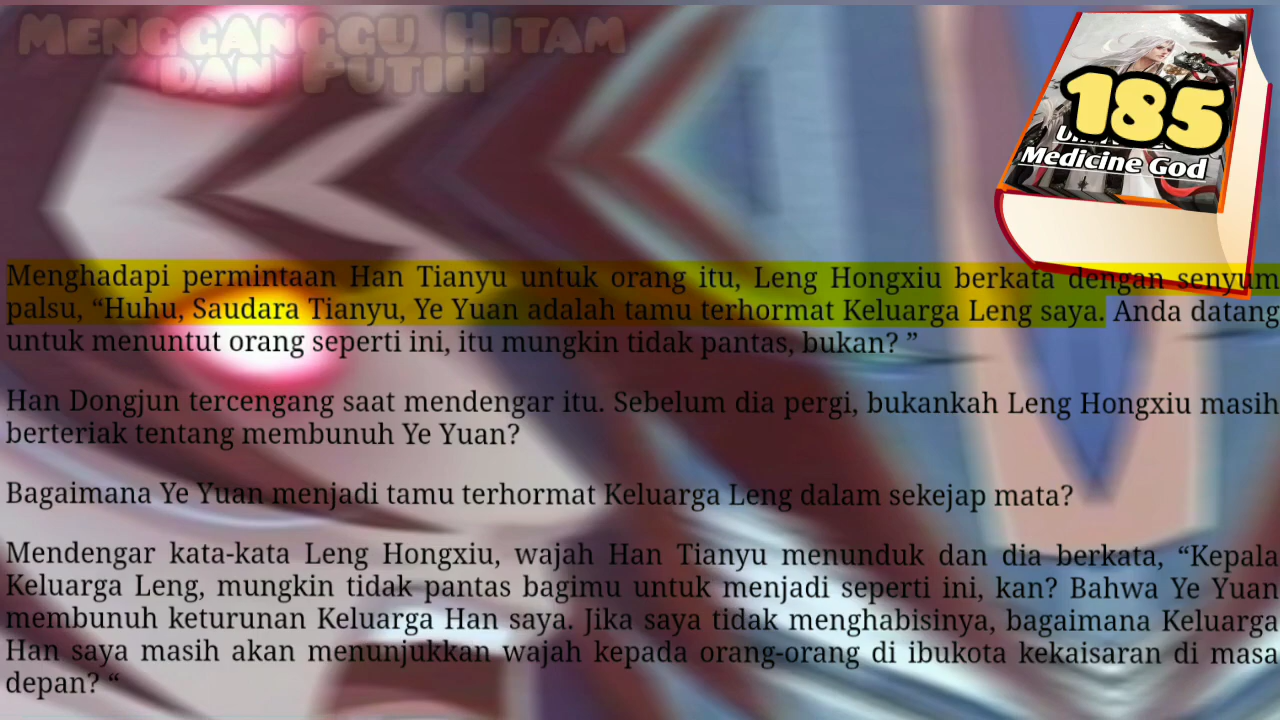 Mengganggu Hitam
dan Putih
185
Medicine God
Menghadapi permintaan Han Tianyu untuk orang itu, Leng Hongxiu berkata dengan senyum
palsu, “Huhu, Saudara Tianyu, Ye Yuan adalah tamu terhormat Keluarga Leng saya. Anda datang
untuk menuntut orang seperti ini, itu mungkin tidak pantas, bukan? ”
Han Dongjun tercengang saat mendengar itu. Sebelum dia pergi, bukankah Leng Hongxiu masih
berteriak tentang membunuh Ye Yuan?
Bagaimana Ye Yuan menjadi tamu terhormat Keluarga Leng dalam sekejap mata?
Mendengar kata-kata Leng Hongxiu, wajah Han Tianyu menunduk dan dia berkata, “Kepala
Keluarga Leng, mungkin tidak pantas bagimu untuk menjadi seperti ini, kan? Bahwa Ye Yuan
membunuh keturunan Keluarga Han saya. Jika saya tidak menghabisinya, bagaimana Keluarga
Han saya masih akan menunjukkan wajah kepada orang-orang di ibukota kekaisaran di masa
depan? “